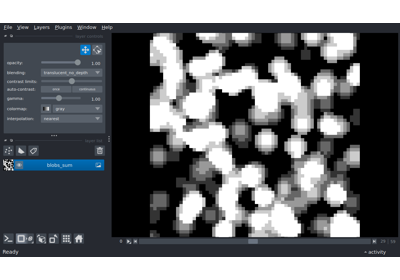 File View Layers Plugins Window Help
opacity: 1.00
blending: translucent_no_depth
contrast limits:
auto-contrast: once continuous
gamma: 1.00
colormap: gray
interpolation: nearest
blobs_sum
Ready
activity